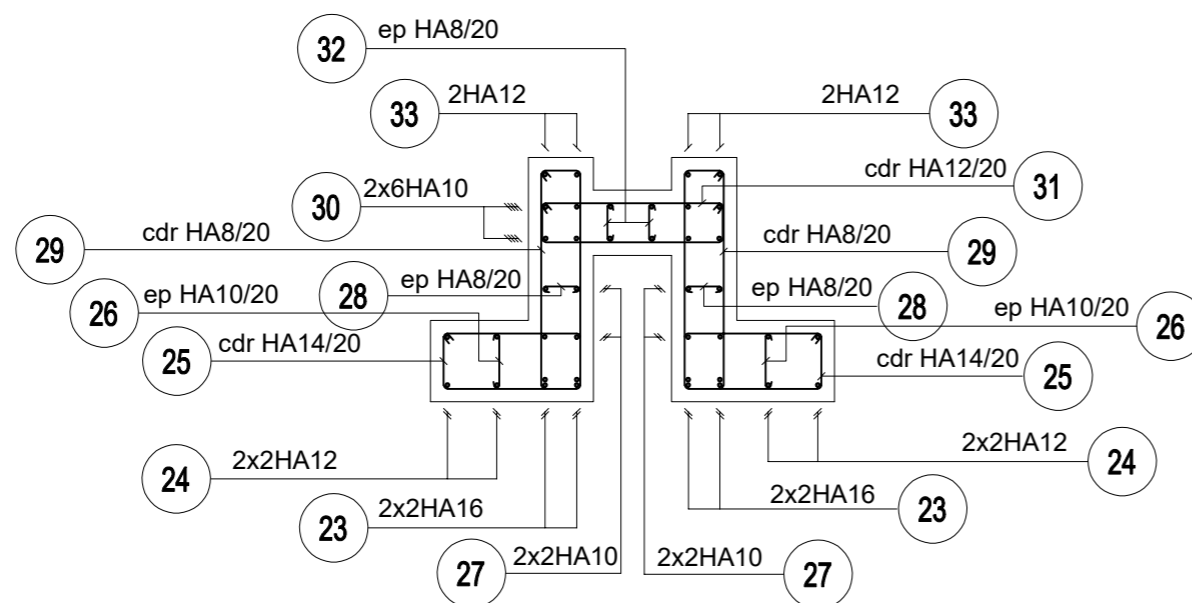 32 ep HA8/20
33 2HA12 2HA12 33
30 2x6HA10 cdr HA12/20 31
29 cdr HA8/20 cdr HA8/20 29
28 ep HA8/20 ep HA8/20 28
26 ep HA10/20 ep HA10/20 26
25 cdr HA14/20 cdr HA14/20 25
24 2x2HA12 2x2HA12 24
23 2x2HA16 2x2HA16 23
27 2x2HA10 2x2HA10 27